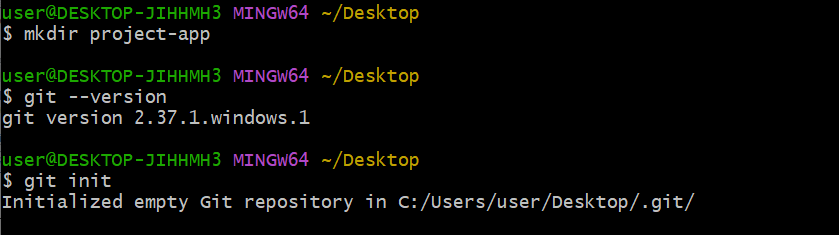 user@DESKTOP-JIHHMH3 MINGW64 ~/Desktop
$ mkdir project-app
user@DESKTOP-JIHHMH3 MINGW64 ~/Desktop
$ git --version
git version 2.37.1.windows.1
user@DESKTOP-JIHHMH3 MINGW64 ~/Desktop
$ git init
Initialized empty Git repository in C:/Users/user/Desktop/.git/